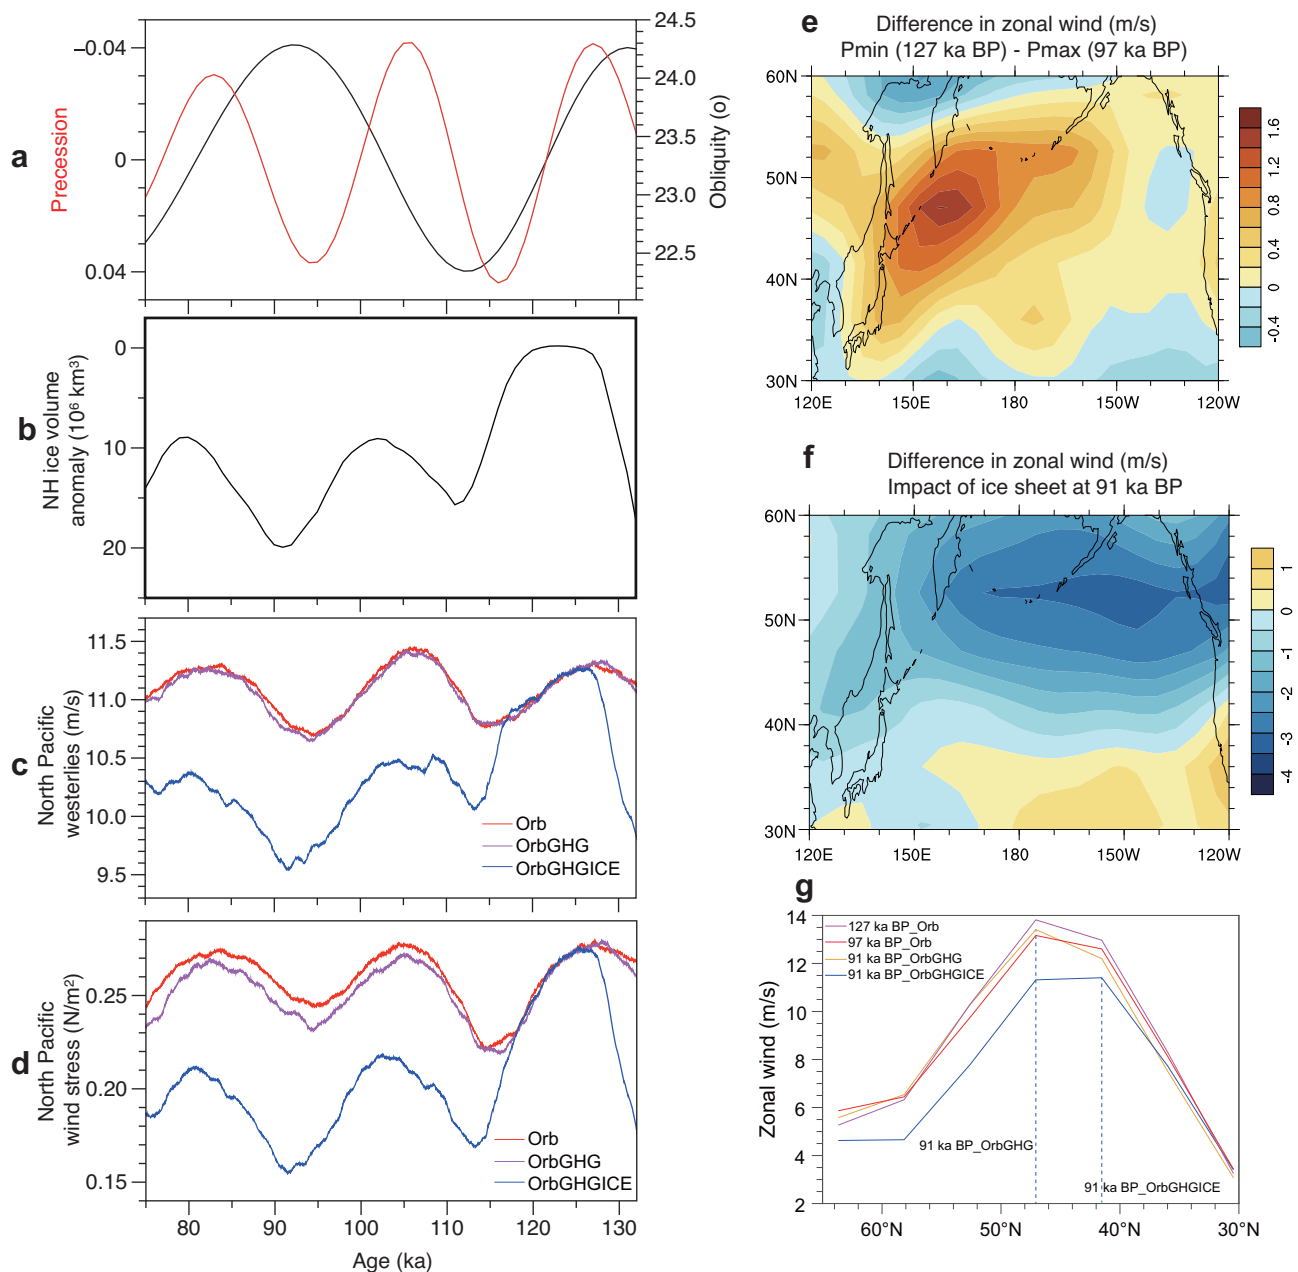 a
Precession
−0.04
0
0.04
24.5
24.0
23.5
23.0
22.5
Obliquity (o)
b
NH ice volume
anomaly (10⁶ km³)
0
10
20
c
North Pacific
westerlies (m/s)
11.5
11.0
10.5
10.0
9.5
Orb
OrbGHG
OrbGHGICE
d
North Pacific
wind stress (N/m²)
0.25
0.20
0.15
Orb
OrbGHG
OrbGHGICE
80
90
100
110
120
130
Age (ka)
e
Difference in zonal wind (m/s)
Pmin (127 ka BP) - Pmax (97 ka BP)
60N
50N
40N
30N
120E
150E
180
150W
120W
1.6
1.2
0.8
0.4
0
-0.4
f
Difference in zonal wind (m/s)
Impact of ice sheet at 91 ka BP
60N
50N
40N
30N
120E
150E
180
150W
120W
1
0
-1
-2
-3
-4
g
Zonal wind (m/s)
14
12
10
8
6
4
2
127 ka BP_Orb
97 ka BP_Orb
91 ka BP_OrbGHG
91 ka BP_OrbGHGICE
91 ka BP_OrbGHG
91 ka BP_OrbGHGICE
60°N
50°N
40°N
30°N